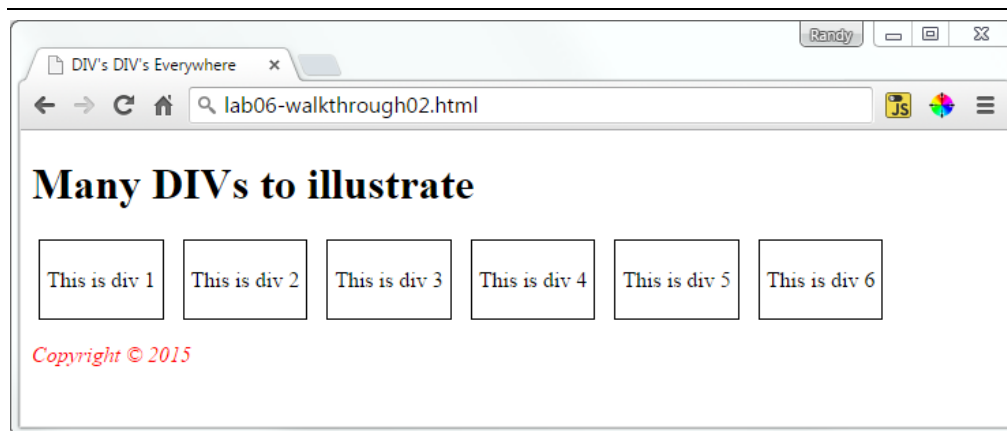 Randy
DIV's DIV's Everywhere
lab06-walkthrough02.html
JS
Many DIVs to illustrate
This is div 1 This is div 2 This is div 3 This is div 4 This is div 5 This is div 6
Copyright © 2015